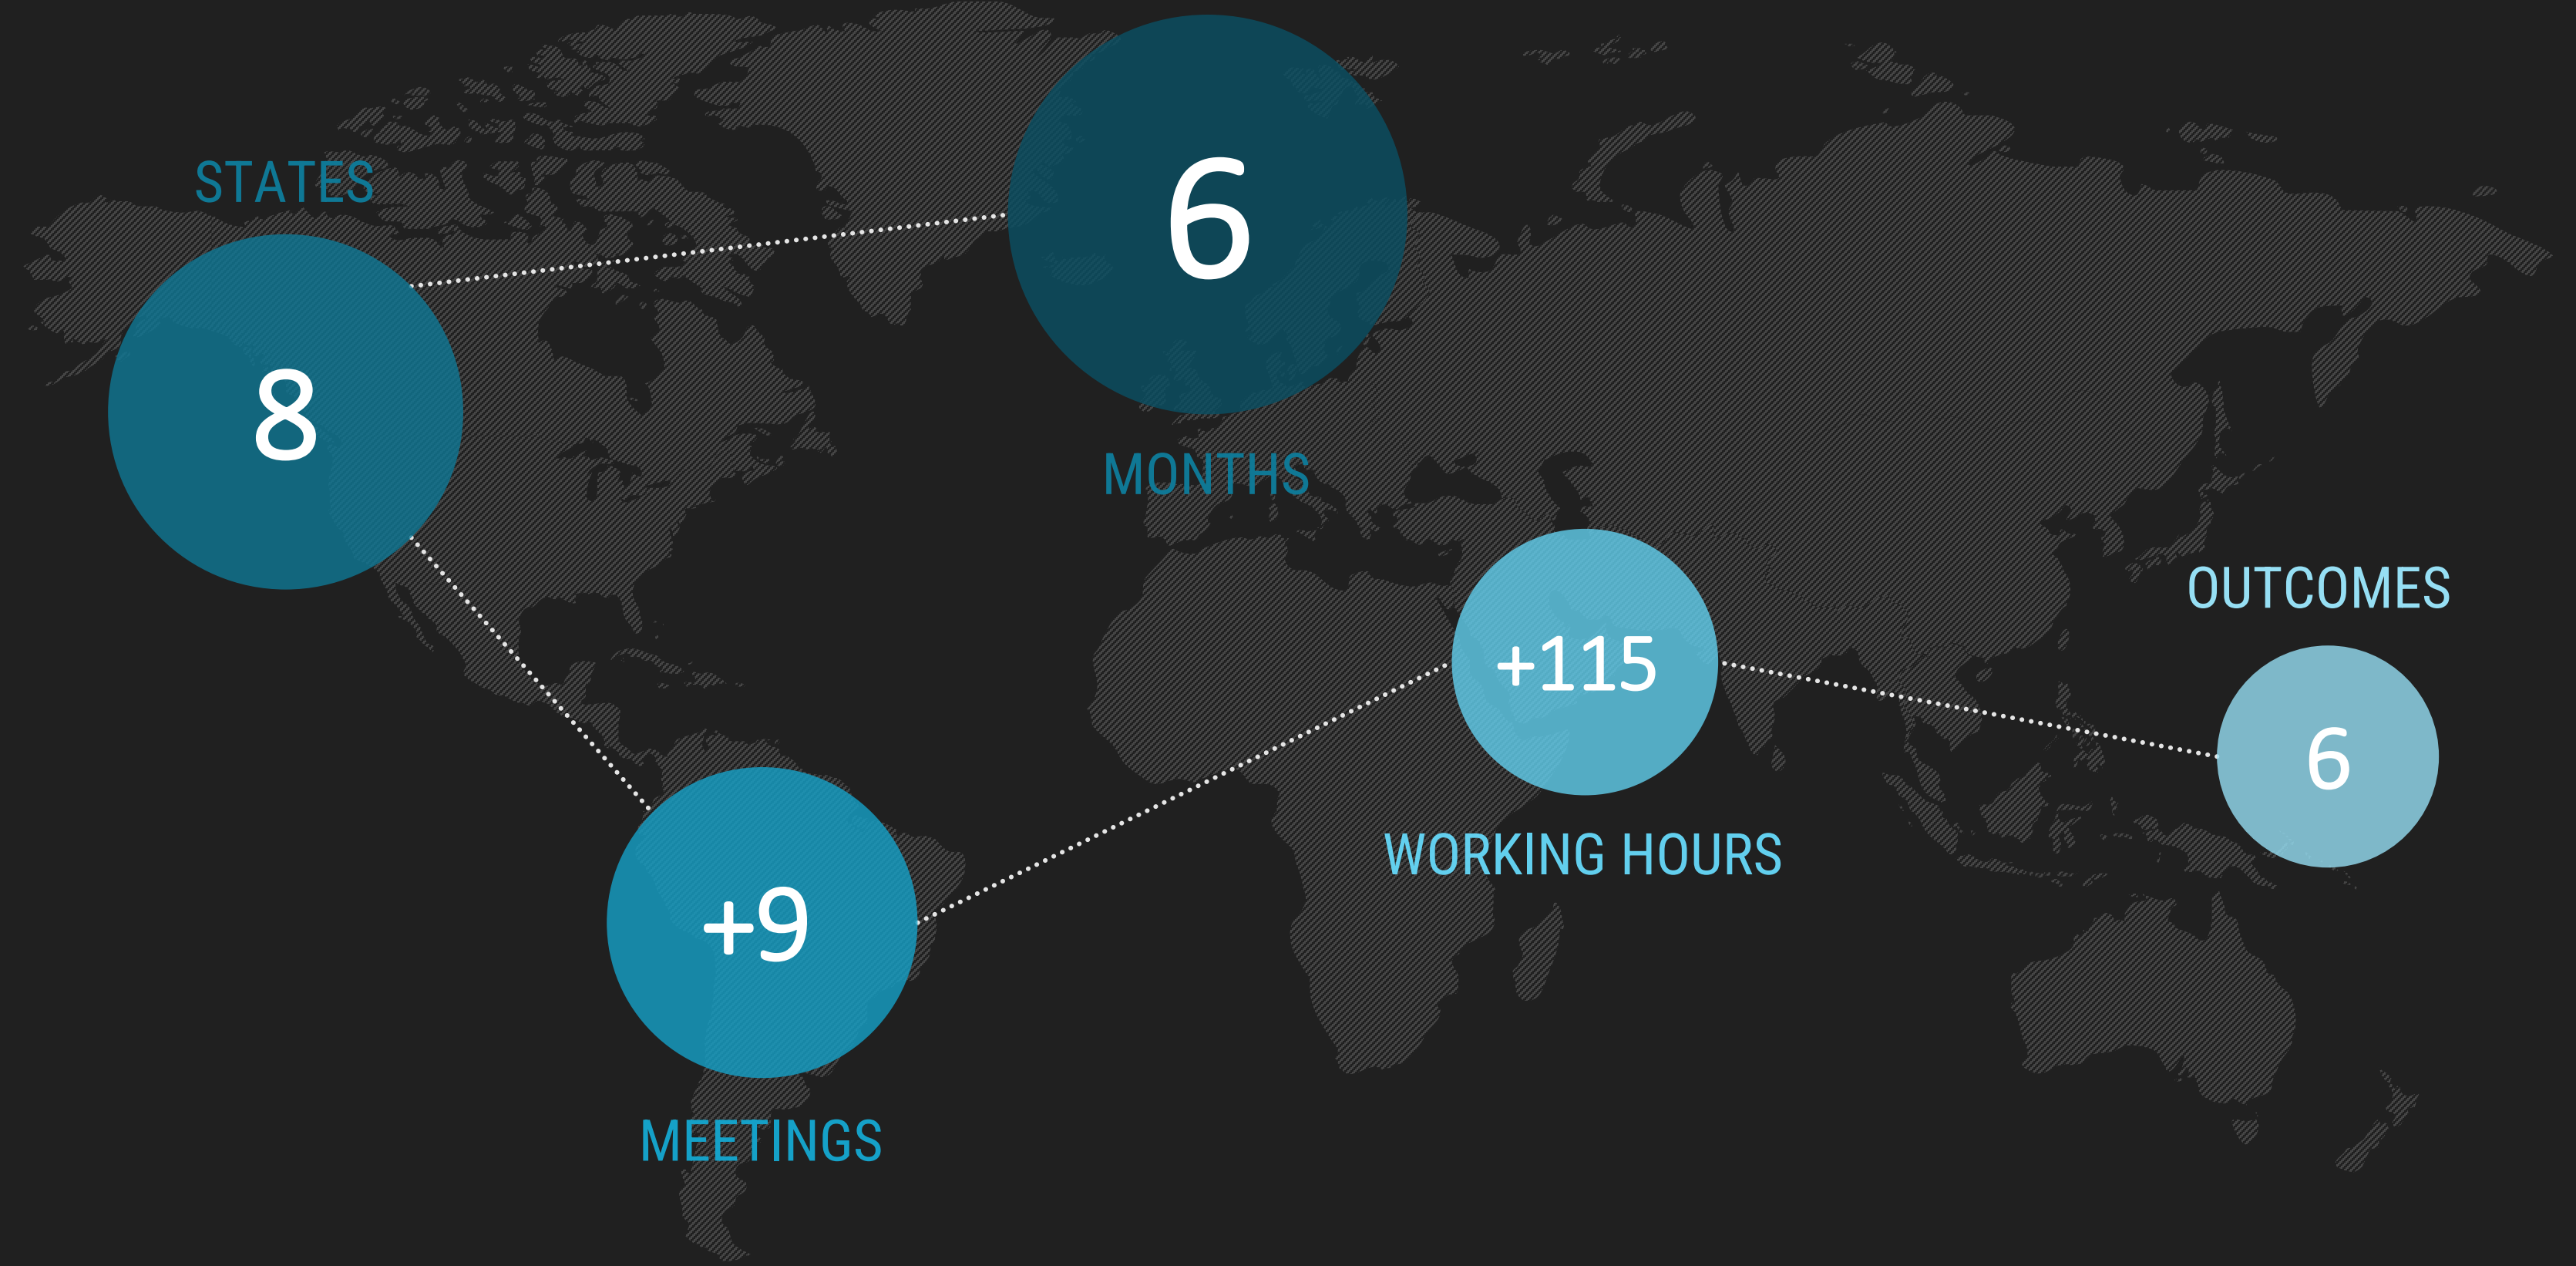 STATES
8
6
MONTHS
+9
MEETINGS
+115
WORKING HOURS
OUTCOMES
6